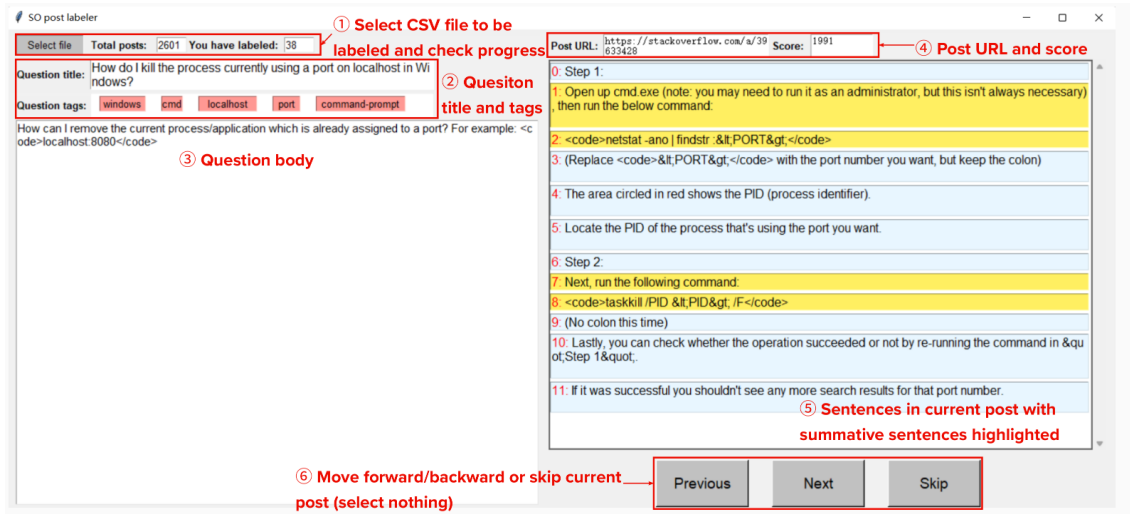 SO post labeler
① Select CSV file to be
labeled and check progress
Select file Total posts: 2601 You have labeled: 38
Question title: How do I kill the process currently using a port on localhost in Wi
ndows?
② Quesiton
title and tags
Question tags: windows cmd localhost port command-prompt
How can I remove the current process/application which is already assigned to a port? For example: <c
ode>localhost:8080</code>
③ Question body
Post URL: https://stackoverflow.com/a/39
633428
Score: 1991
④ Post URL and score
0: Step 1:
1: Open up cmd.exe (note: you may need to run it as an administrator, but this isn't always necessary)
, then run the below command:
2: <code>netstat -ano | findstr :&lt;PORT&gt;</code>
3: (Replace <code>&lt;PORT&gt;</code> with the port number you want, but keep the colon)
4: The area circled in red shows the PID (process identifier).
5: Locate the PID of the process that's using the port you want.
6: Step 2:
7: Next, run the following command:
8: <code>taskkill /PID &lt;PID&gt; /F</code>
9: (No colon this time)
10: Lastly, you can check whether the operation succeeded or not by re-running the command in &qu
ot;Step 1&quot;.
11: If it was successful you shouldn't see any more search results for that port number.
⑤ Sentences in current post with
summative sentences highlighted
⑥ Move forward/backward or skip current
post (select nothing)
Previous Next Skip